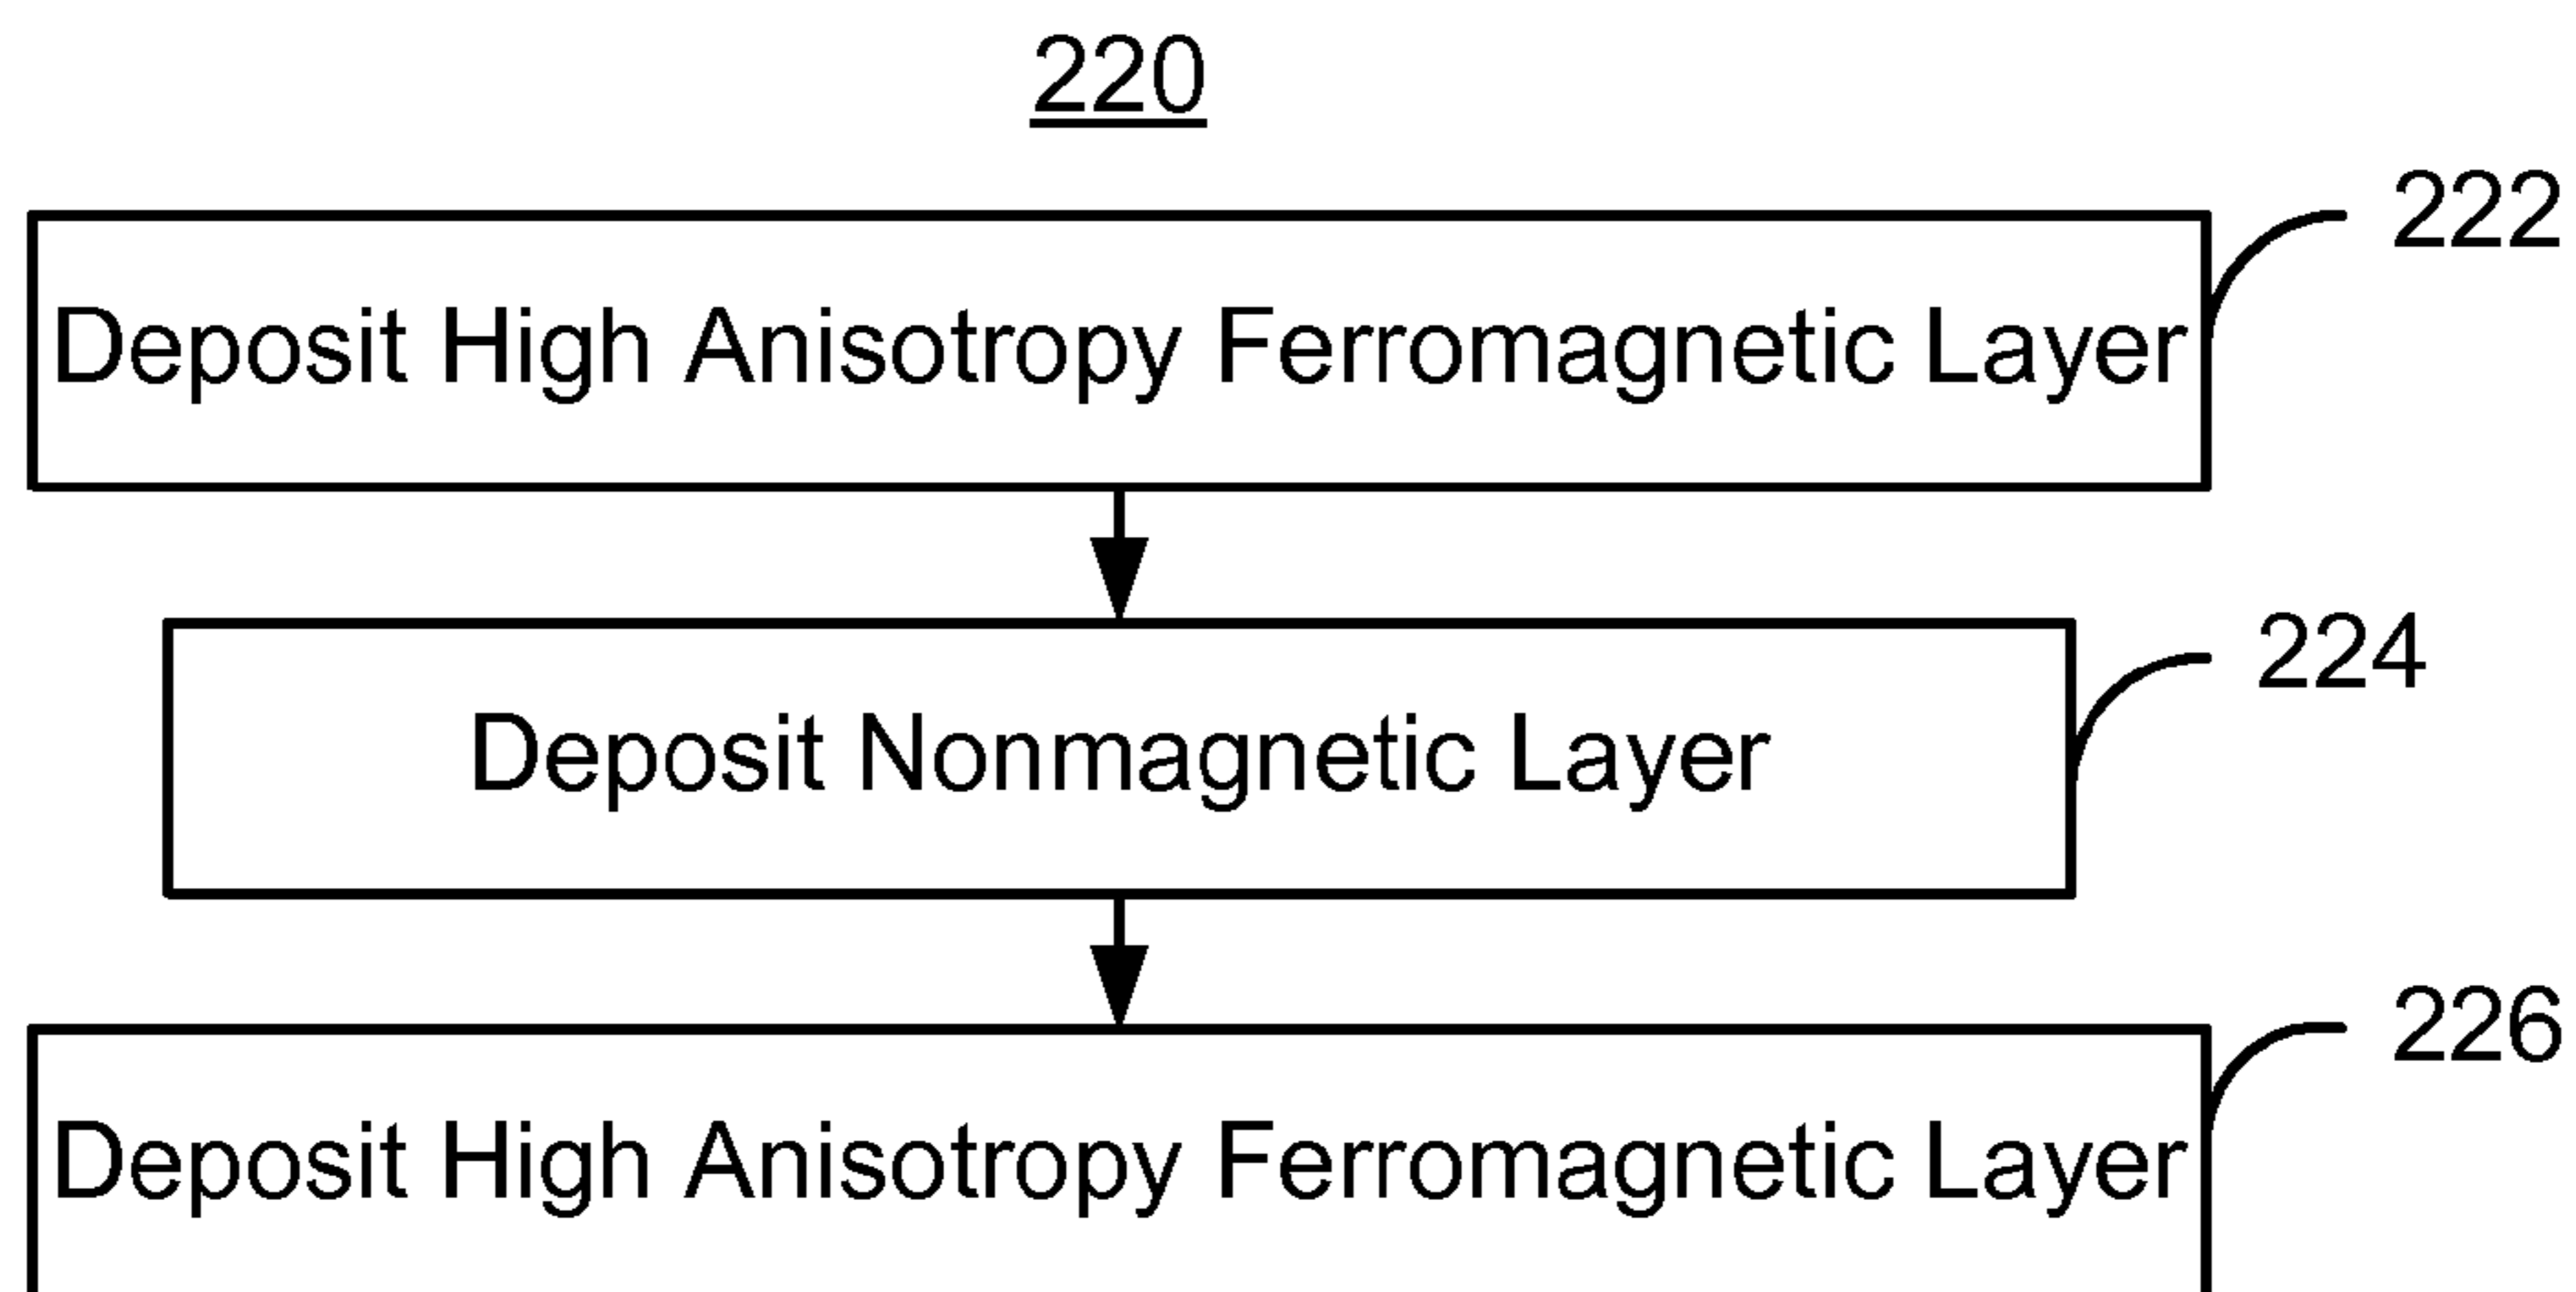 220
222
Deposit High Anisotropy Ferromagnetic Layer
224
Deposit Nonmagnetic Layer
226
Deposit High Anisotropy Ferromagnetic Layer